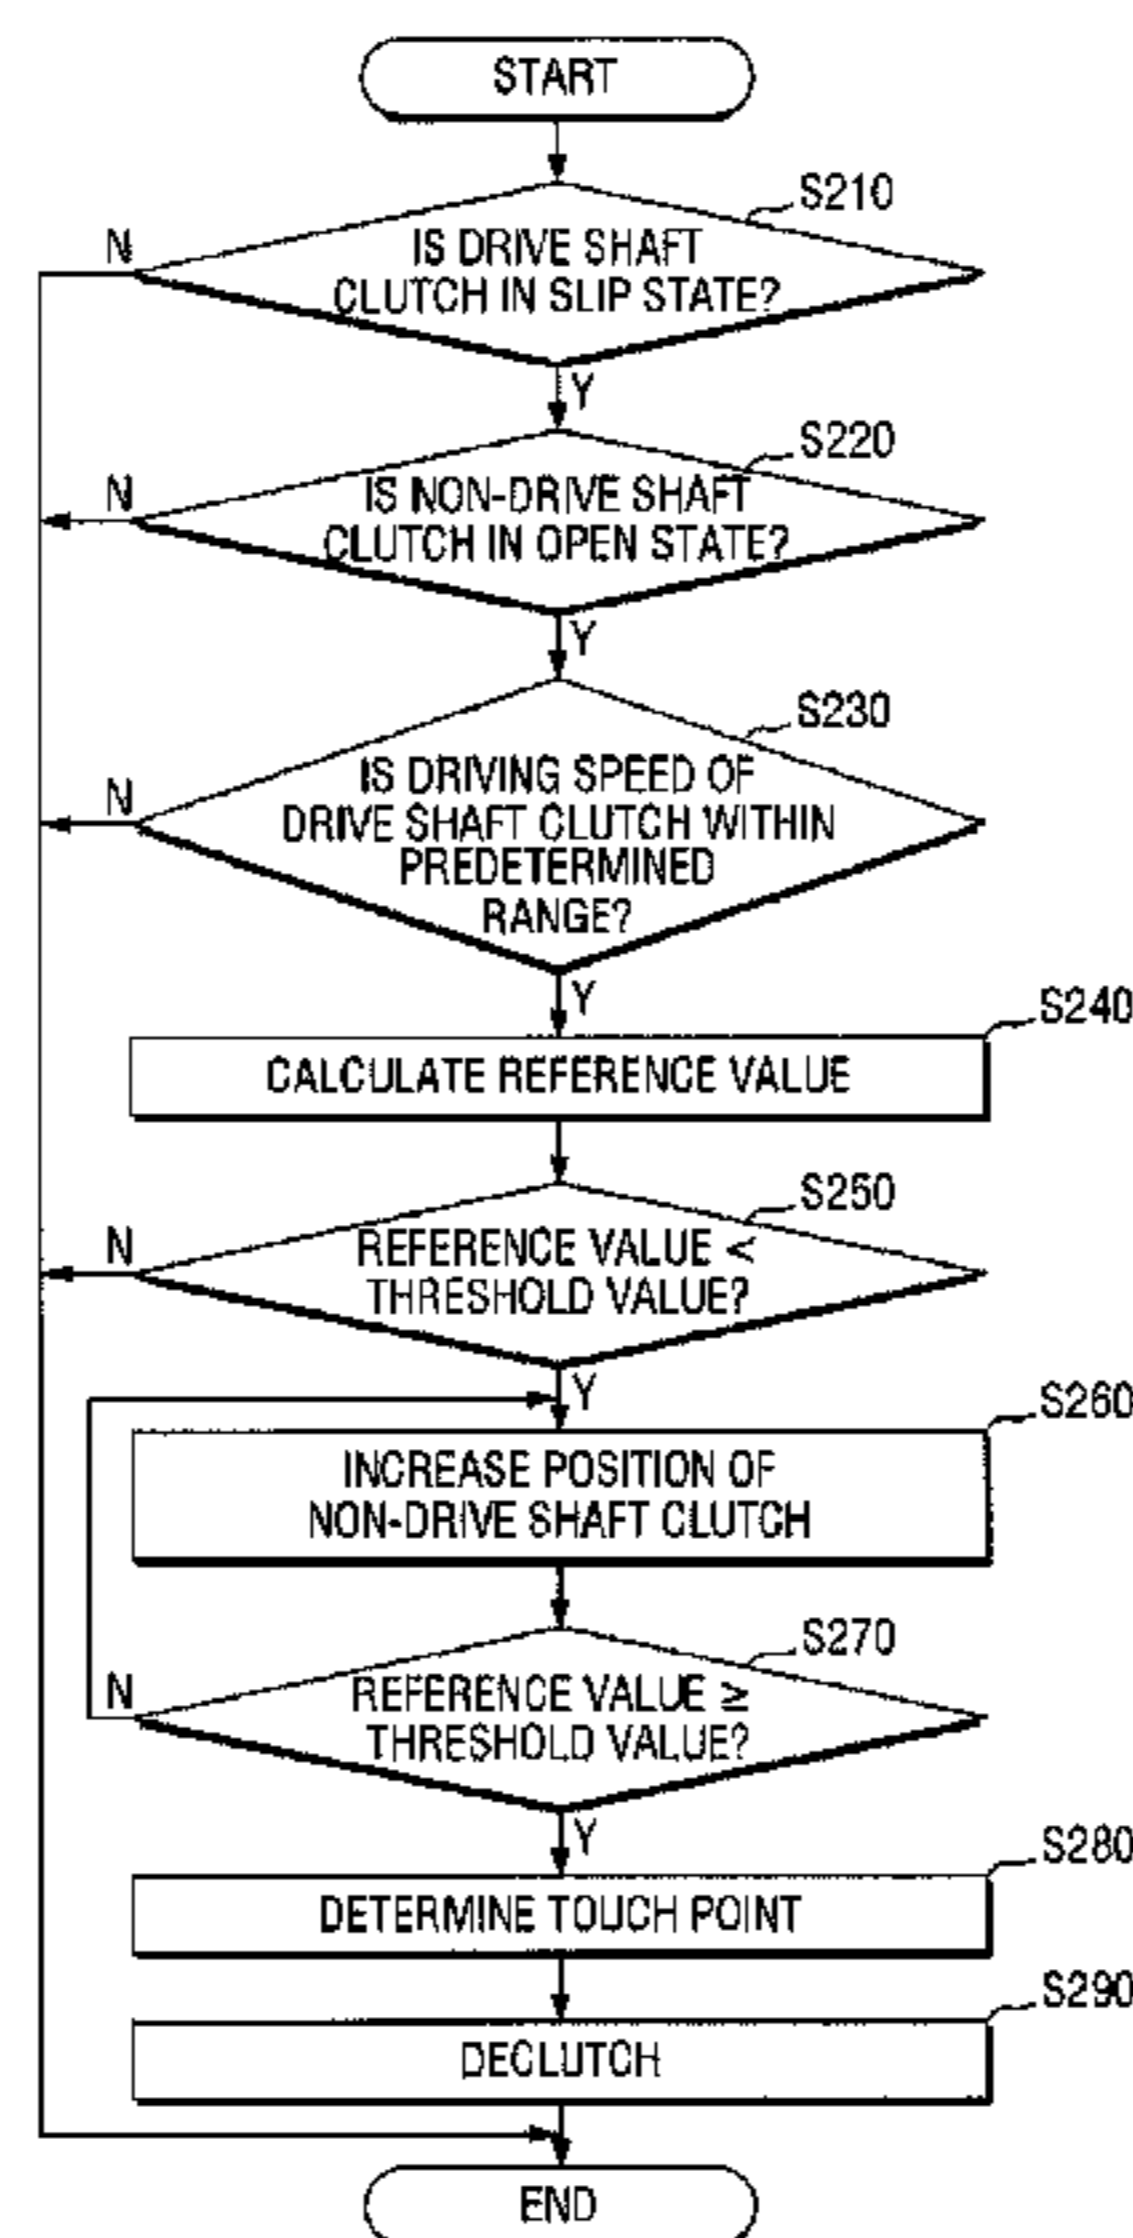 START
S210
N
IS DRIVE SHAFT
CLUTCH IN SLIP STATE?
Y
S220
N
IS NON-DRIVE SHAFT
CLUTCH IN OPEN STATE?
Y
S230
N
IS DRIVING SPEED OF
DRIVE SHAFT CLUTCH WITHIN
PREDETERMINED
RANGE?
Y
S240
CALCULATE REFERENCE VALUE
S250
N
REFERENCE VALUE <
THRESHOLD VALUE?
Y
S260
INCREASE POSITION OF
NON-DRIVE SHAFT CLUTCH
S270
N
REFERENCE VALUE ≥
THRESHOLD VALUE?
Y
S280
DETERMINE TOUCH POINT
S290
DECLUTCH
END